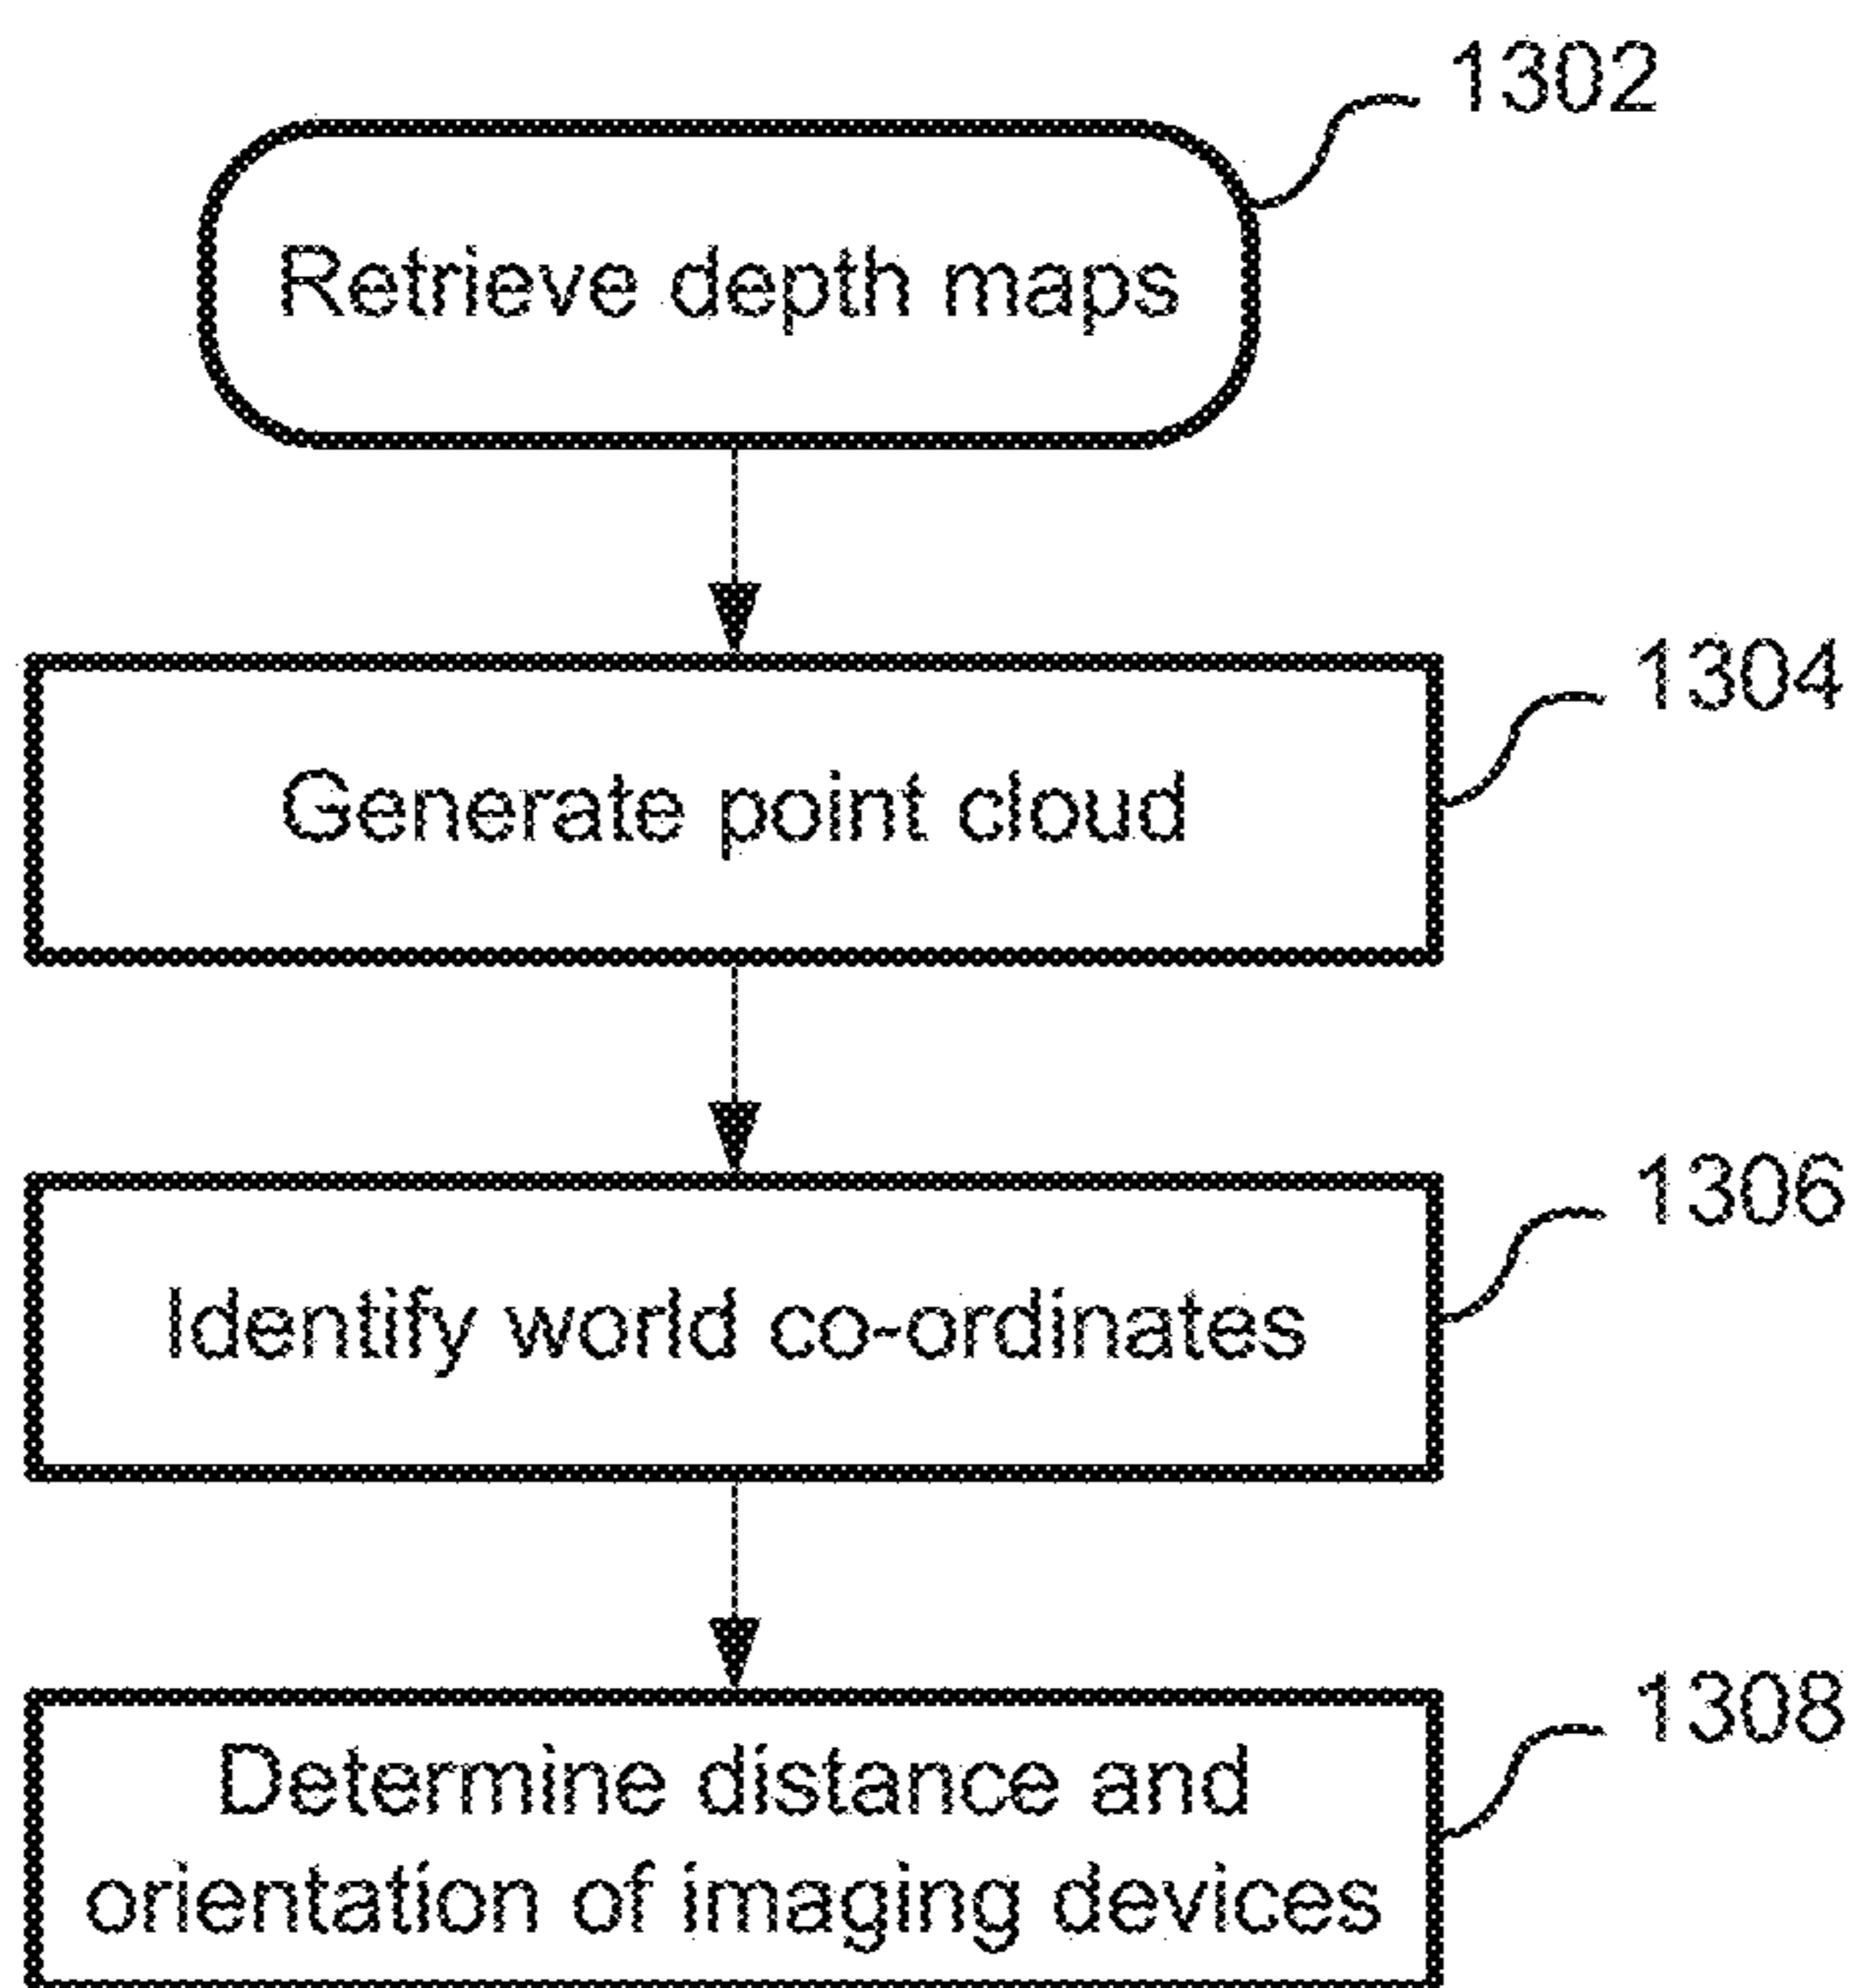 1302
Retrieve depth maps
1304
Generate point cloud
1306
Identify world co-ordinates
1308
Determine distance and
orientation of imaging devices